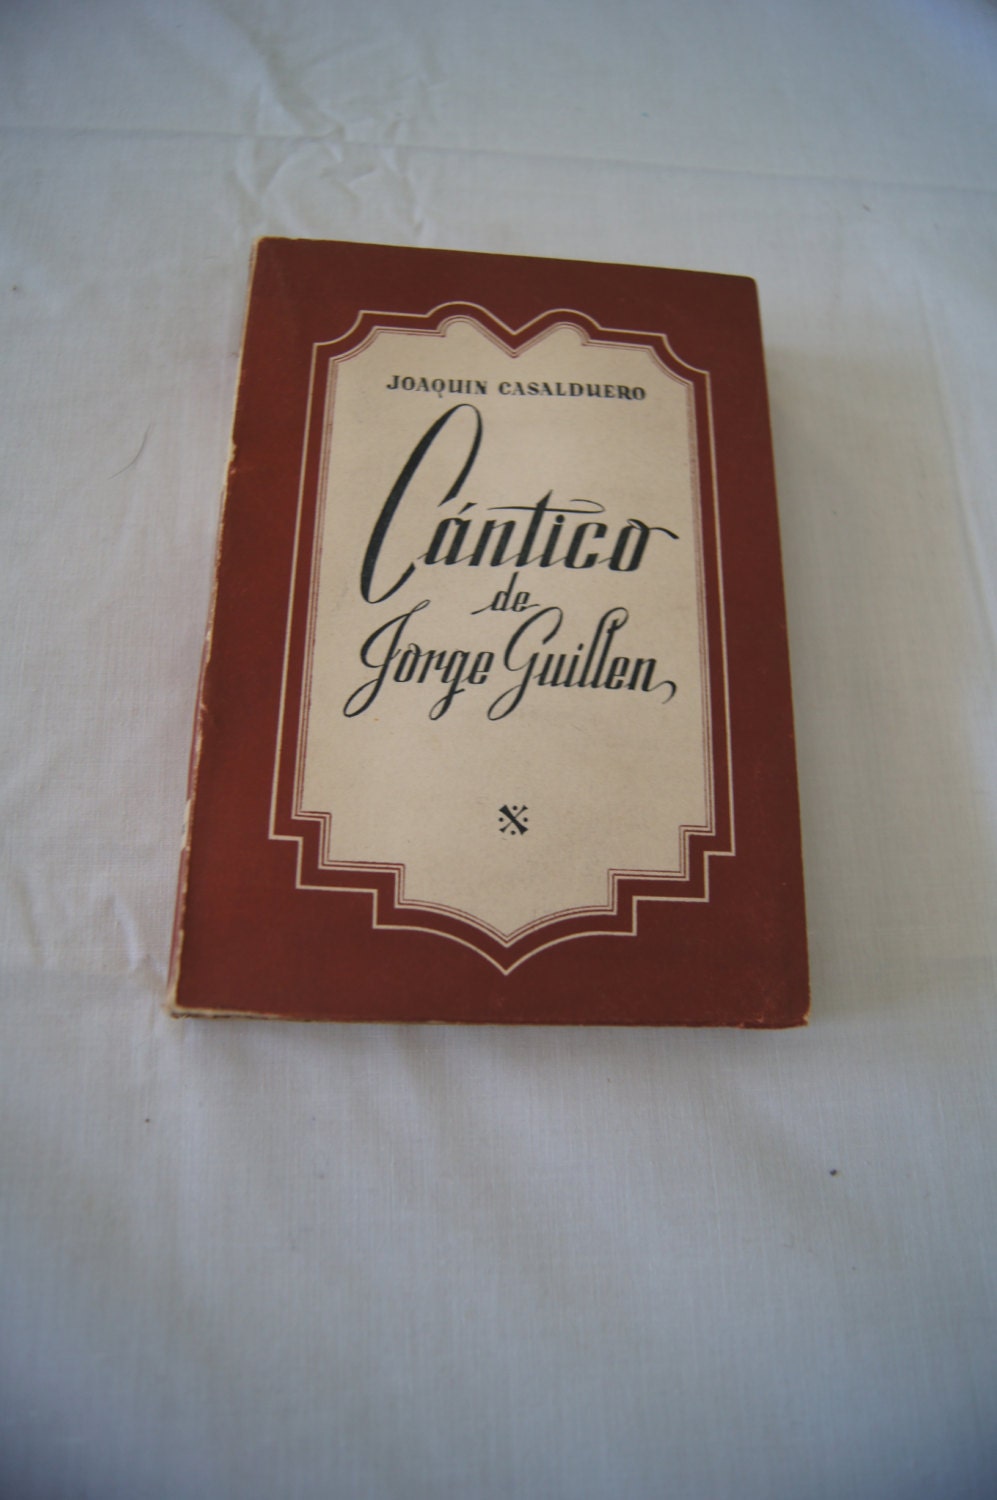 JOAQUIN CASALDUERO
Cántico
de
Jorge Guillen